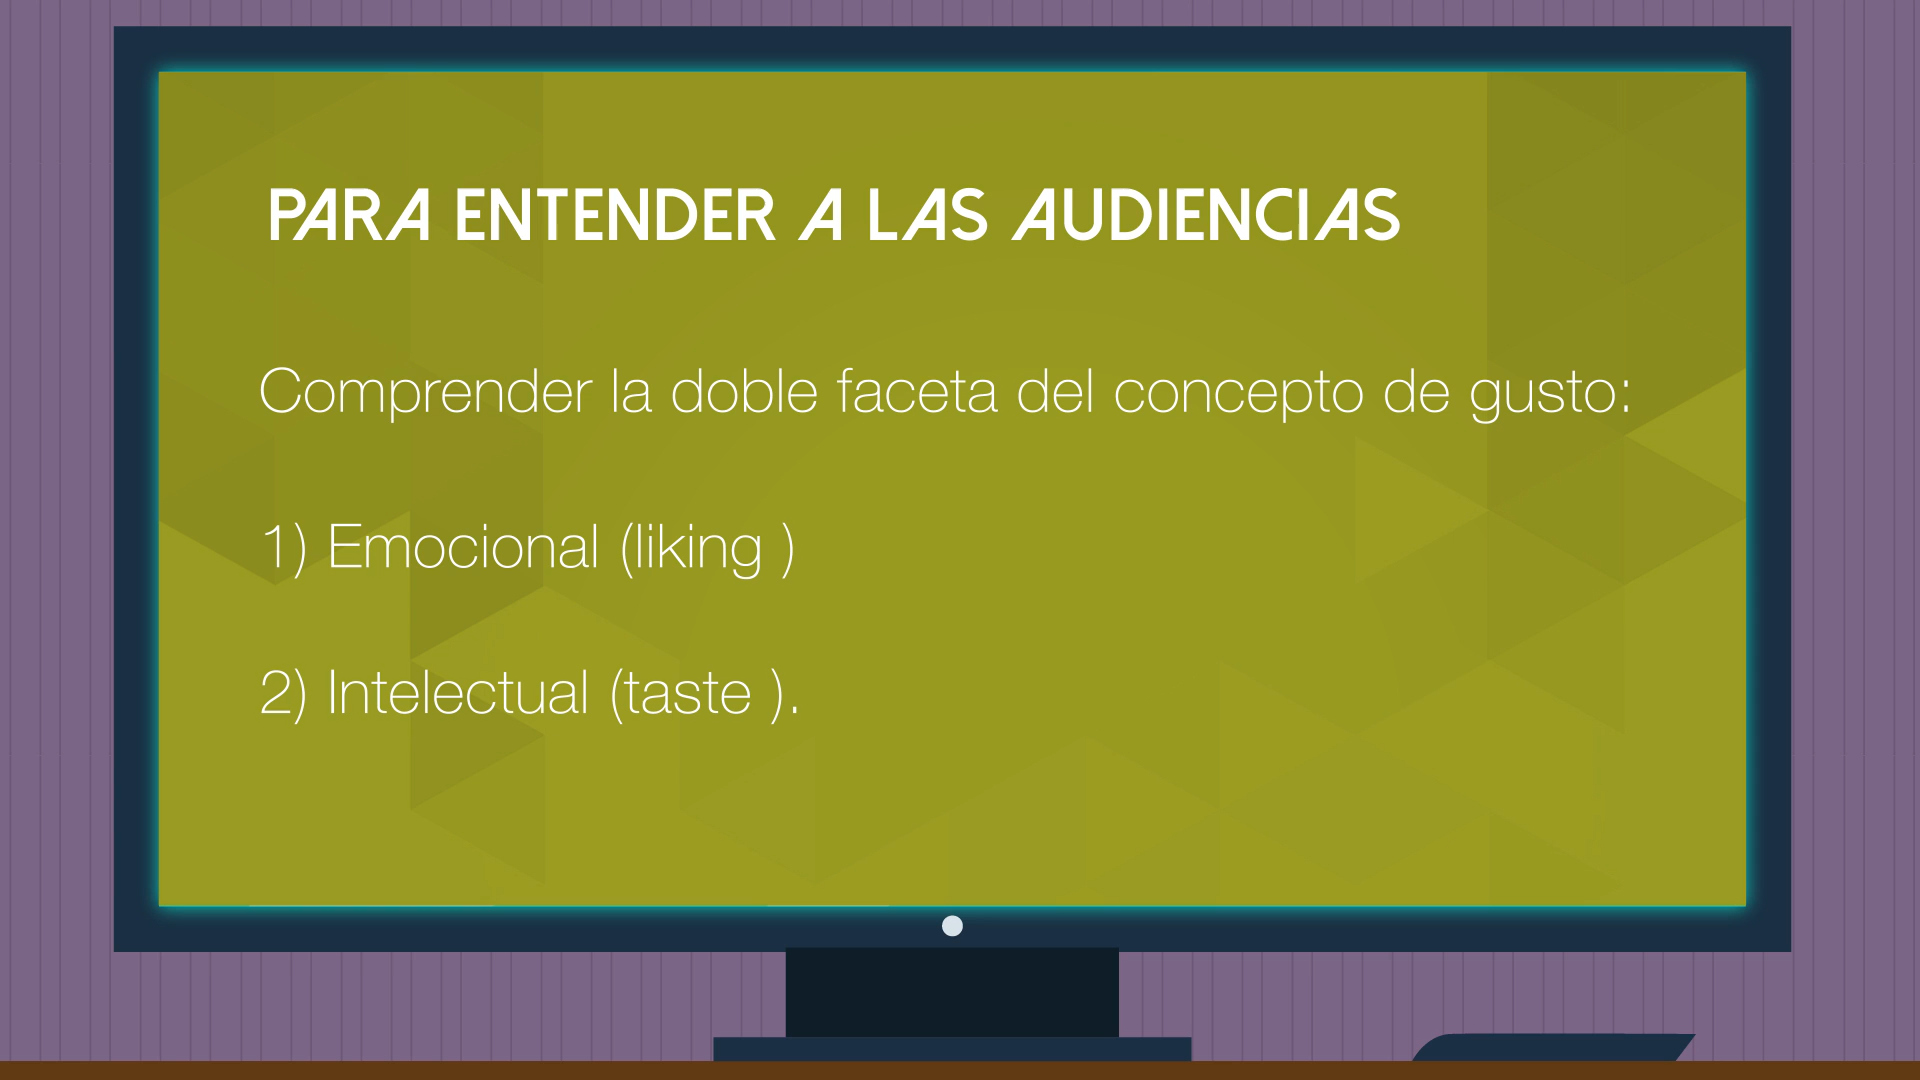 PARA ENTENDER A LAS AUDIENCIAS
Comprender la doble faceta del concepto de gusto:
1) Emocional (liking )
2) Intelectual (taste ).